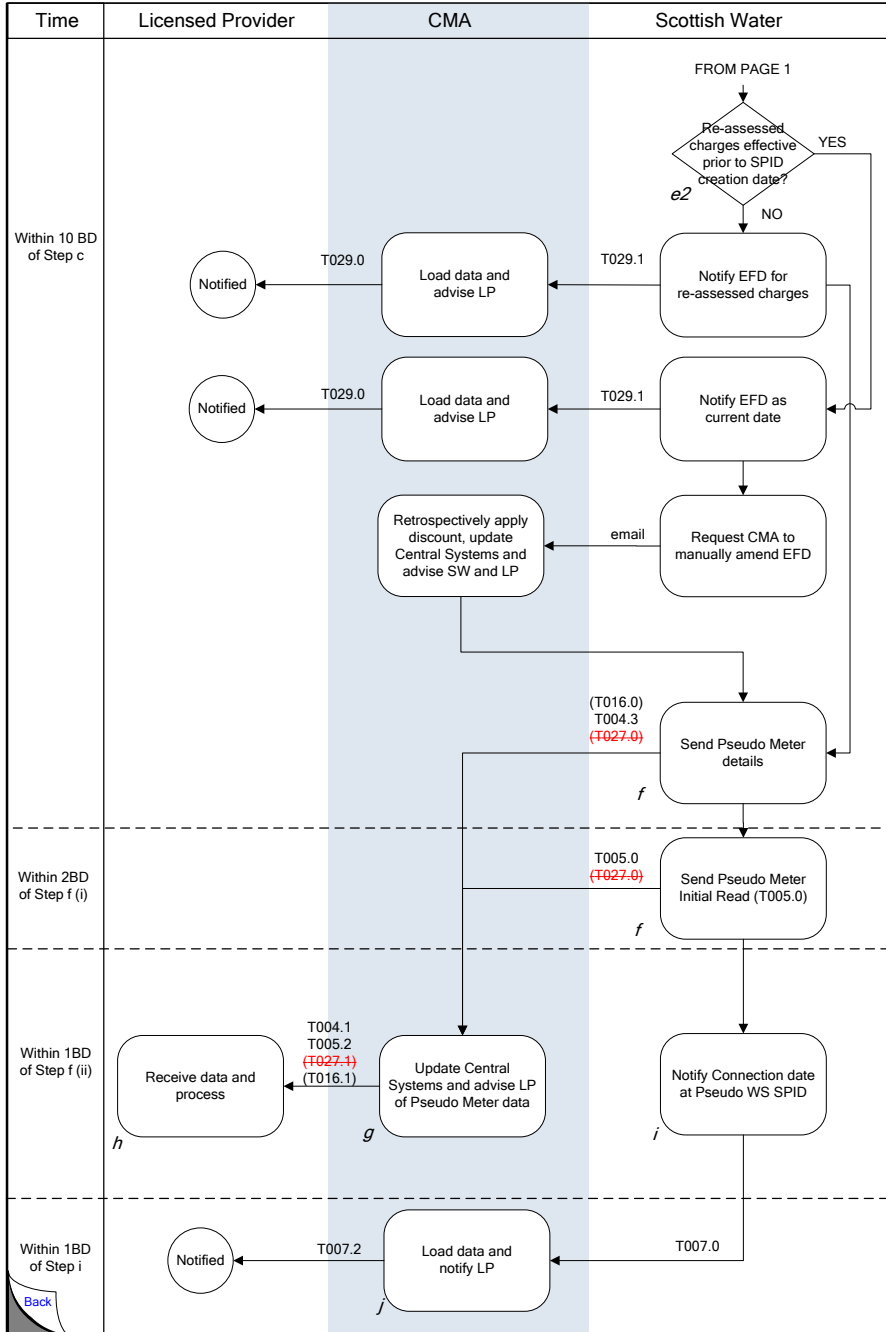 Time
Licensed Provider
CMA
Scottish Water
FROM PAGE 1
Re-assessed
charges effective
prior to SPID
creation date?
YES
e2
NO
Within 10 BD
of Step c
Notified
T029.0
Load data and
advise LP
T029.1
Notify EFD for
re-assessed charges
Notified
T029.0
Load data and
advise LP
T029.1
Notify EFD as
current date
Retrospectively apply
discount, update
Central Systems and
advise SW and LP
email
Request CMA to
manually amend EFD
(T016.0)
T004.3
(T027.0)
Send Pseudo Meter
details
f
Within 2BD
of Step f (i)
T005.0
(T027.0)
Send Pseudo Meter
Initial Read (T005.0)
f
Within 1BD
of Step f (ii)
Receive data and
process
h
T004.1
T005.2
(T027.1)
(T016.1)
Update Central
Systems and advise LP
of Pseudo Meter data
g
Notify Connection date
at Pseudo WS SPID
i
Within 1BD
of Step i
Notified
T007.2
Load data and
notify LP
j
T007.0
Back